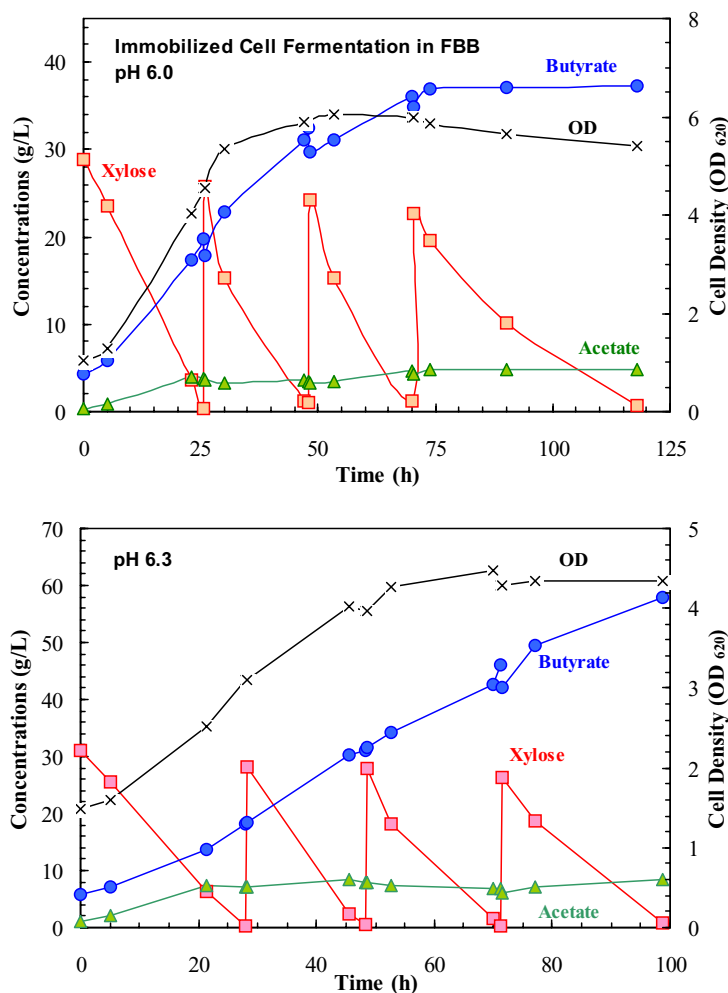 Immobilized Cell Fermentation in FBB
pH 6.0
Butyrate
OD
Xylose
Acetate
Concentrations (g/L)
0
10
20
30
40
Cell Density (OD 620)
0
2
4
6
8
0 25 50 75 100 125
Time (h)
pH 6.3
OD
Butyrate
Xylose
Acetate
Concentrations (g/L)
0
10
20
30
40
50
60
70
Cell Density (OD 620)
0
1
2
3
4
5
0 20 40 60 80 100
Time (h)